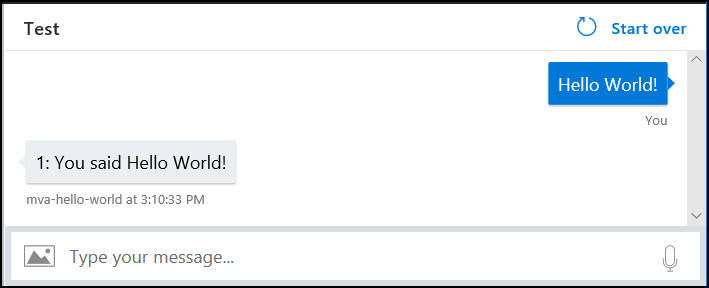 Test
Start over
Hello World!
You
1: You said Hello World!
mva-hello-world at 3:10:33 PM
Type your message...